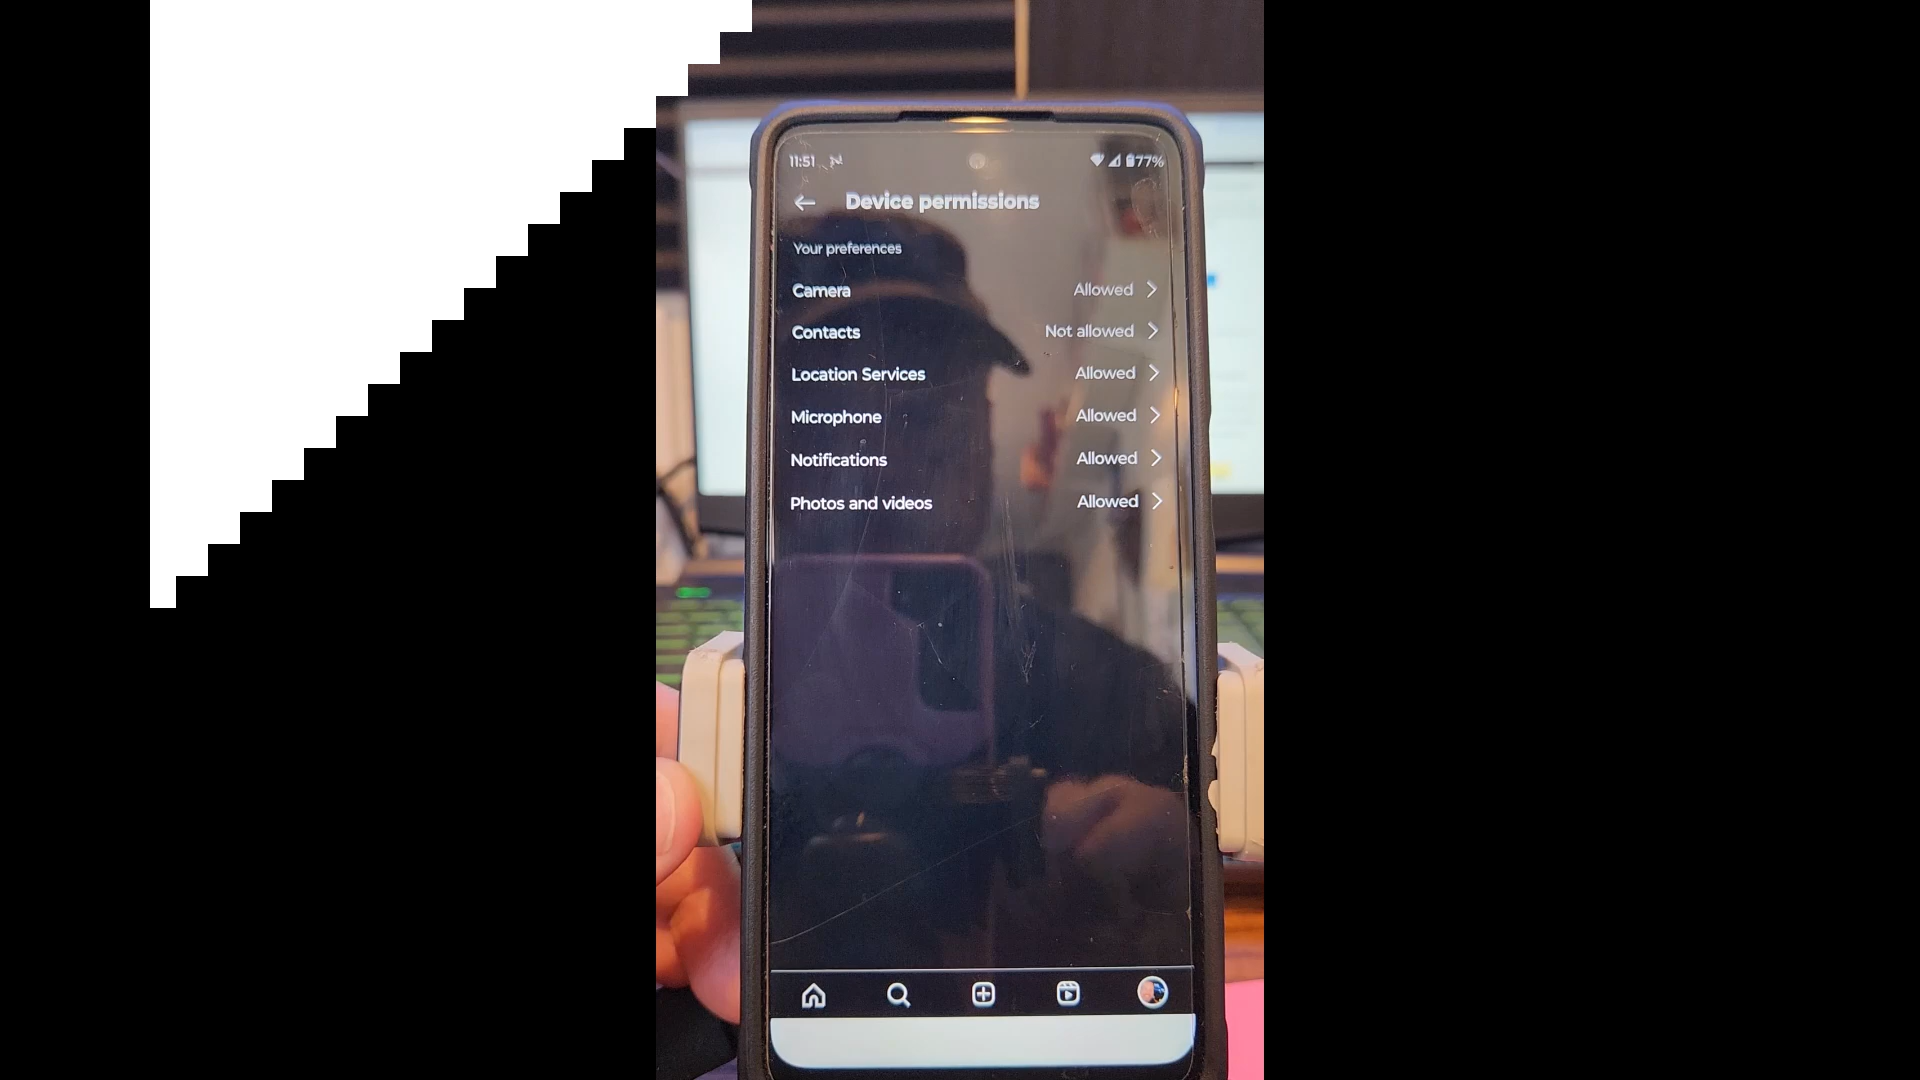 11:51 77%
Device permissions
Your preferences
Camera Allowed
Contacts Not allowed
Location Services Allowed
Microphone Allowed
Notifications Allowed
Photos and videos Allowed